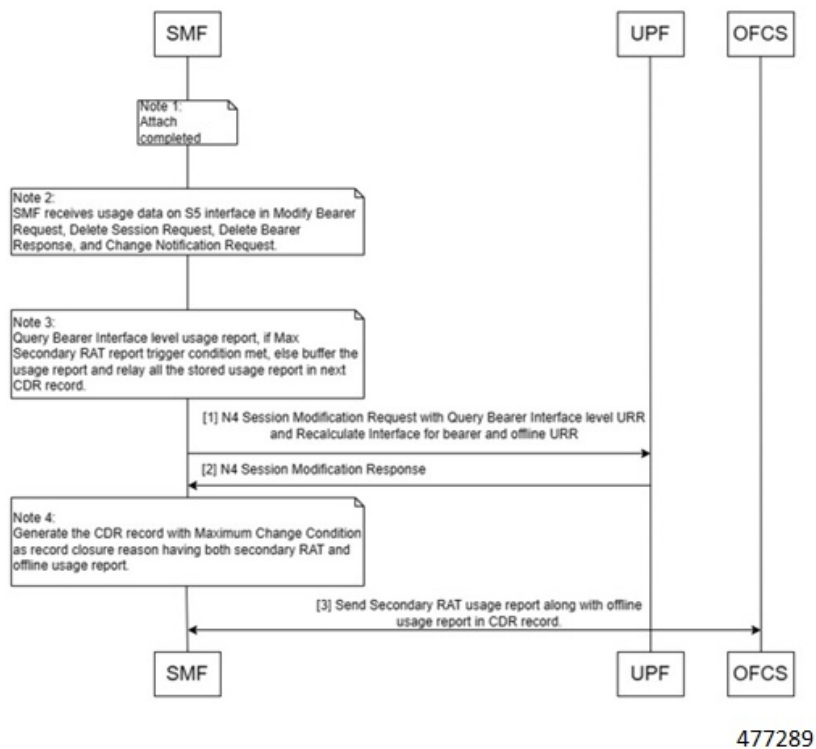 SMF
UPF
OFCS
Note 1:
Attach
completed
Note 2:
SMF receives usage data on S5 interface in Modify Bearer
Request, Delete Session Request, Delete Bearer
Response, and Change Notification Request.
Note 3:
Query Bearer Interface level usage report, if Max
Secondary RAT report trigger condition met, else buffer the
usage report and relay all the stored usage report in next
CDR record.
[1] N4 Session Modification Request with Query Bearer Interface level URR
and Recalculate Interface for bearer and offline URR
[2] N4 Session Modification Response
Note 4:
Generate the CDR record with Maximum Change Condition
as record closure reason having both secondary RAT and
offline usage report.
[3] Send Secondary RAT usage report along with offline
usage report in CDR record.
SMF
UPF
OFCS
477289